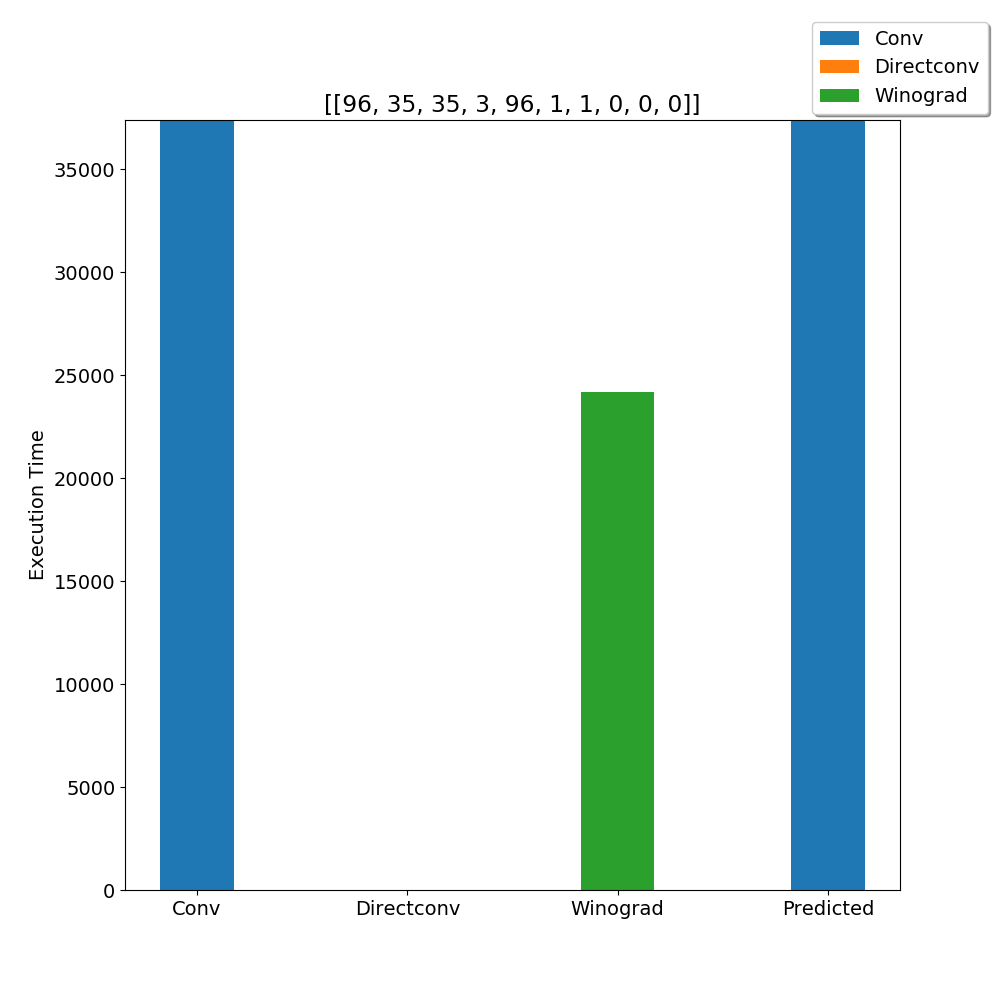 Conv
Directconv
Winograd
[[96, 35, 35, 3, 96, 1, 1, 0, 0, 0]]
35000
30000
25000
20000
15000
10000
5000
0
Execution Time
Conv Directconv Winograd Predicted